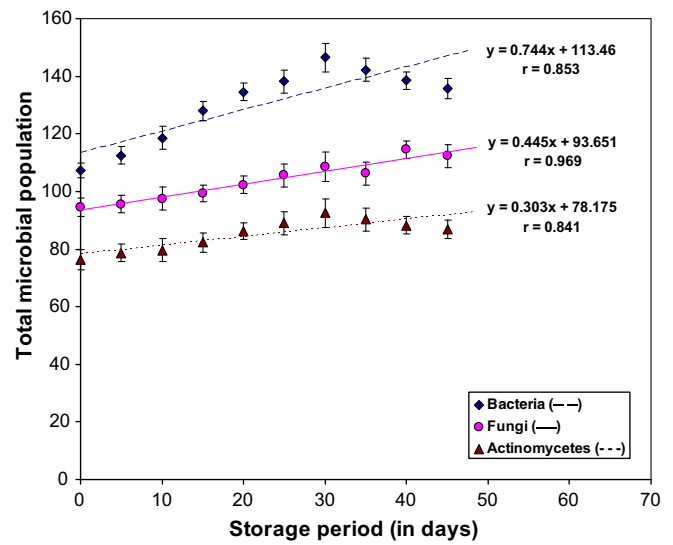 160
140
120
100
80
60
40
20
0
Total microbial population
y = 0.744x + 113.46
r = 0.853
y = 0.445x + 93.651
r = 0.969
y = 0.303x + 78.175
r = 0.841
Bacteria (— —)
Fungi (——)
Actinomycetes (- - -)
0 10 20 30 40 50 60 70
Storage period (in days)